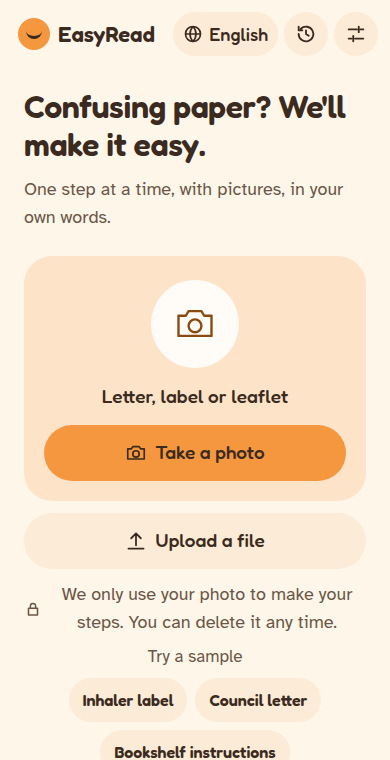 EasyRead
English
Confusing paper? We'll
make it easy.
One step at a time, with pictures, in your
own words.
Letter, label or leaflet
Take a photo
Upload a file
We only use your photo to make your
steps. You can delete it any time.
Try a sample
Inhaler label
Council letter
Bookshelf instructions